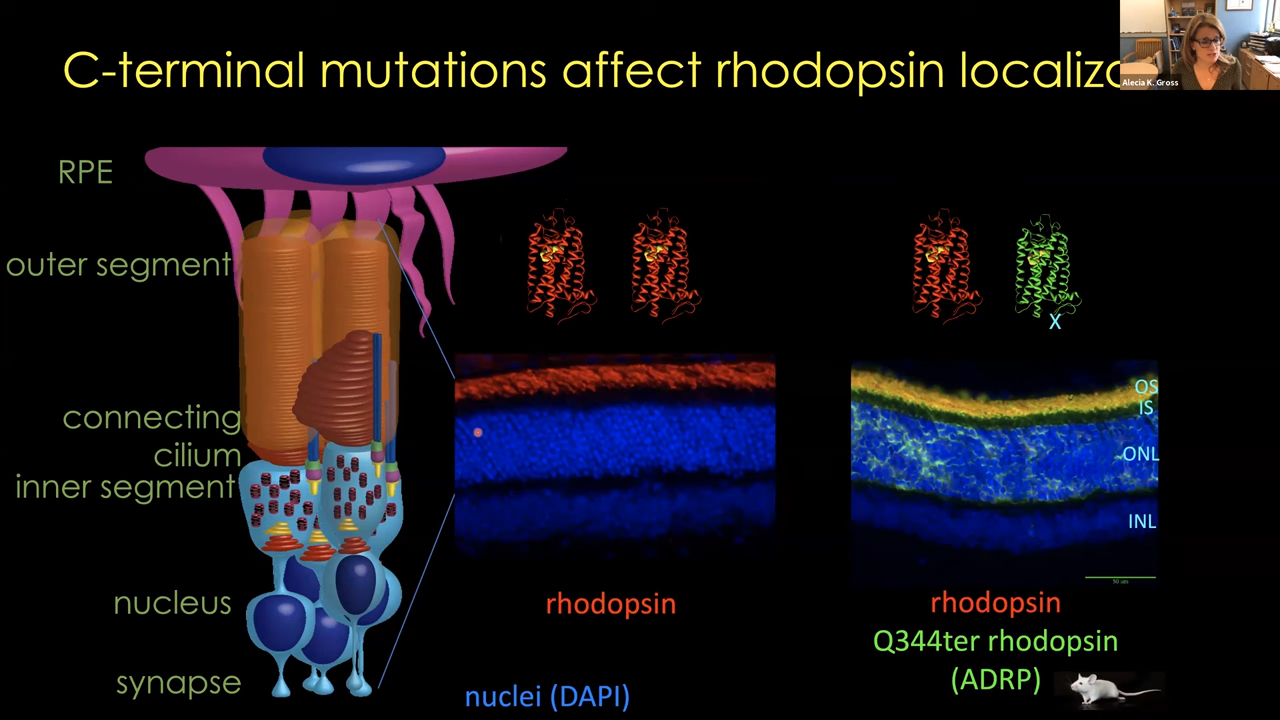 C-terminal mutations affect rhodopsin localiz
Alecia K. Gross
RPE
outer segment
connecting
cilium
inner segment
nucleus
synapse
X
OS
IS
ONL
INL
rhodopsin
nuclei (DAPI)
rhodopsin
Q344ter rhodopsin
(ADRP)